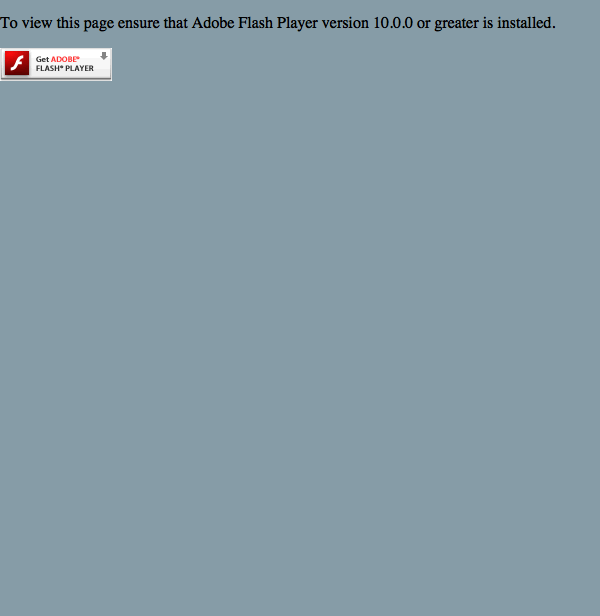 To view this page ensure that Adobe Flash Player version 10.0.0 or greater is installed.
Get ADOBE®
FLASH® PLAYER